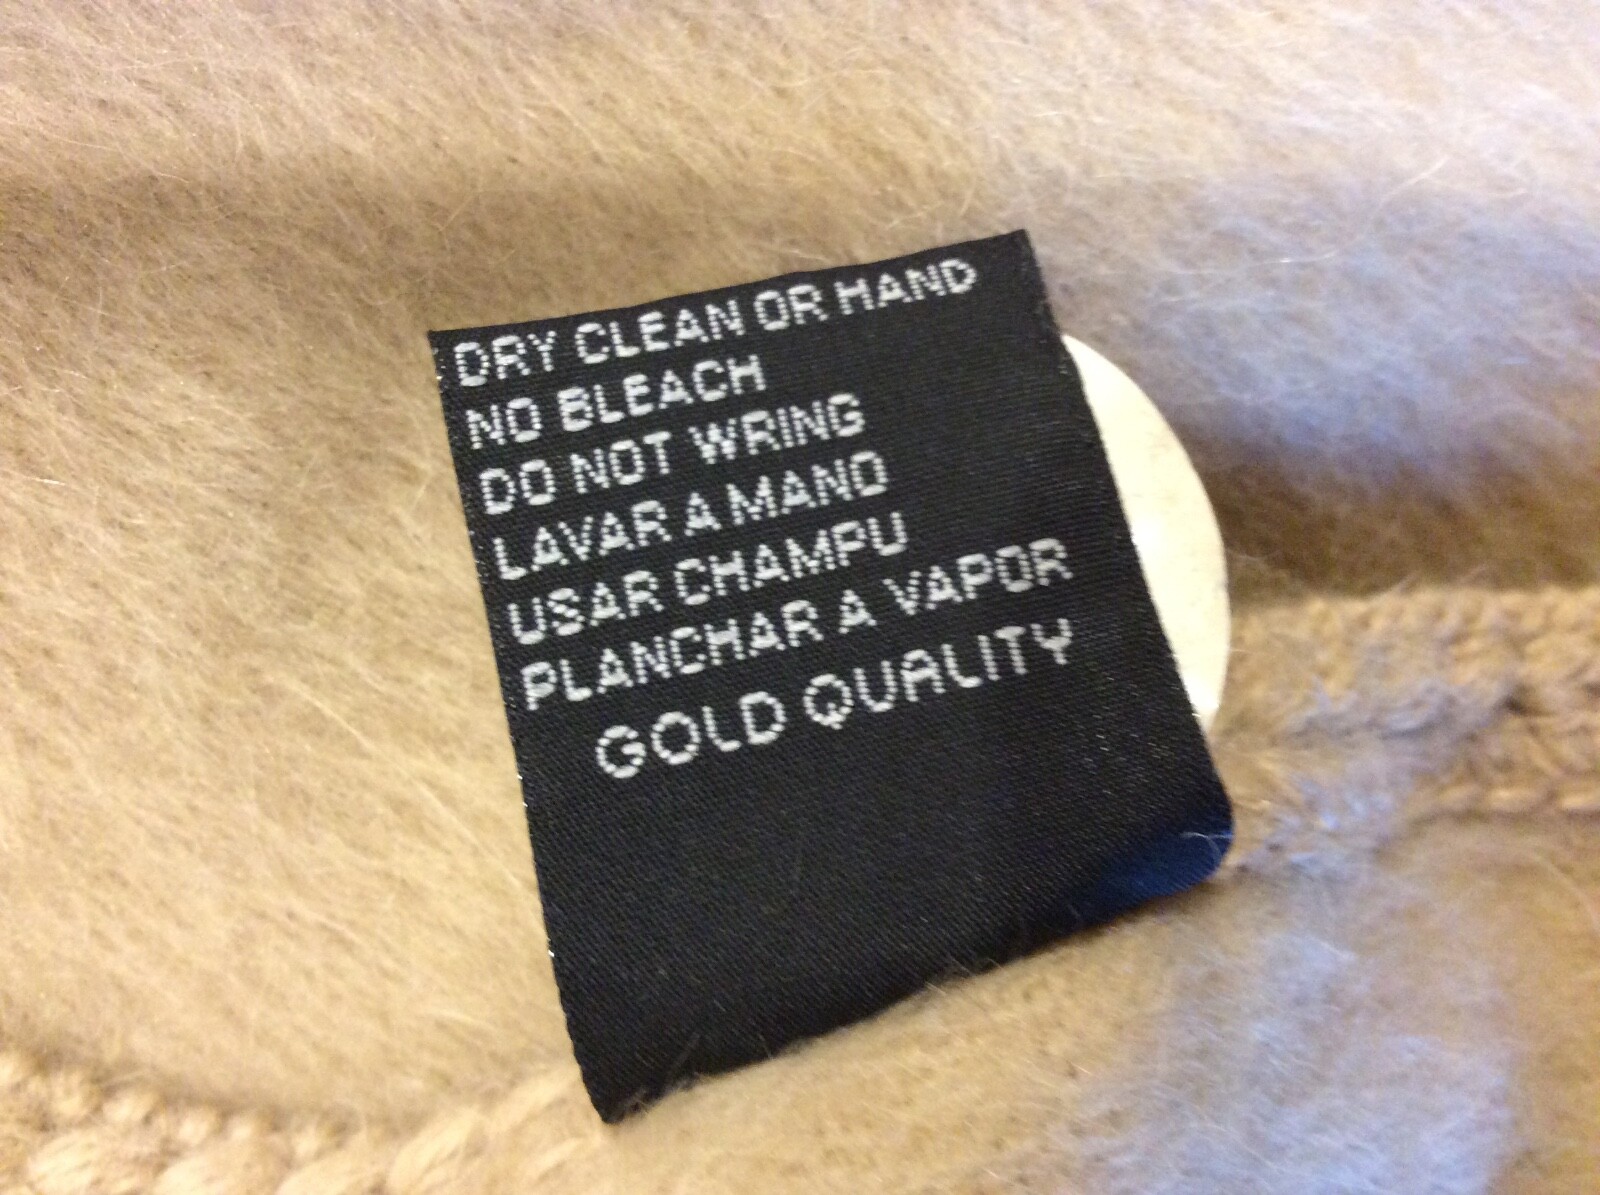 DRY CLEAN OR HAND
NO BLEACH
DO NOT WRING
LAVAR A MANO
USAR CHAMPU
PLANCHAR A VAPOR
GOLD QUALITY